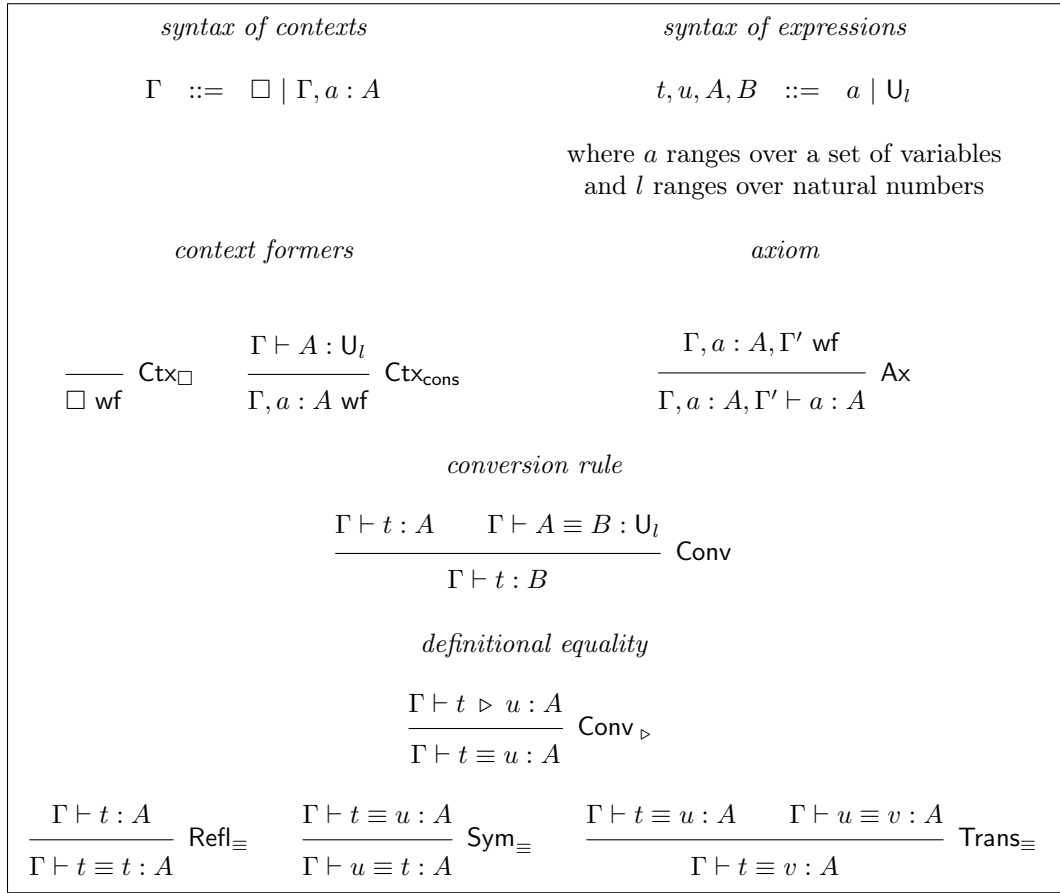 syntax of contexts syntax of expressions
Γ ::= □ | Γ, a : A t, u, A, B ::= a | U_l
where a ranges over a set of variables
and l ranges over natural numbers
context formers axiom
Γ ⊢ A : U_l Γ, a : A, Γ′ wf
Ctx□ Ctx_cons Ax
□ wf Γ, a : A wf Γ, a : A, Γ′ ⊢ a : A
conversion rule
Γ ⊢ t : A Γ ⊢ A ≡ B : U_l
Conv
Γ ⊢ t : B
definitional equality
Γ ⊢ t ▹ u : A
Conv ▹
Γ ⊢ t ≡ u : A
Γ ⊢ t : A Γ ⊢ t ≡ u : A Γ ⊢ t ≡ u : A Γ ⊢ u ≡ v : A
Refl≡ Sym≡ Trans≡
Γ ⊢ t ≡ t : A Γ ⊢ u ≡ t : A Γ ⊢ t ≡ v : A